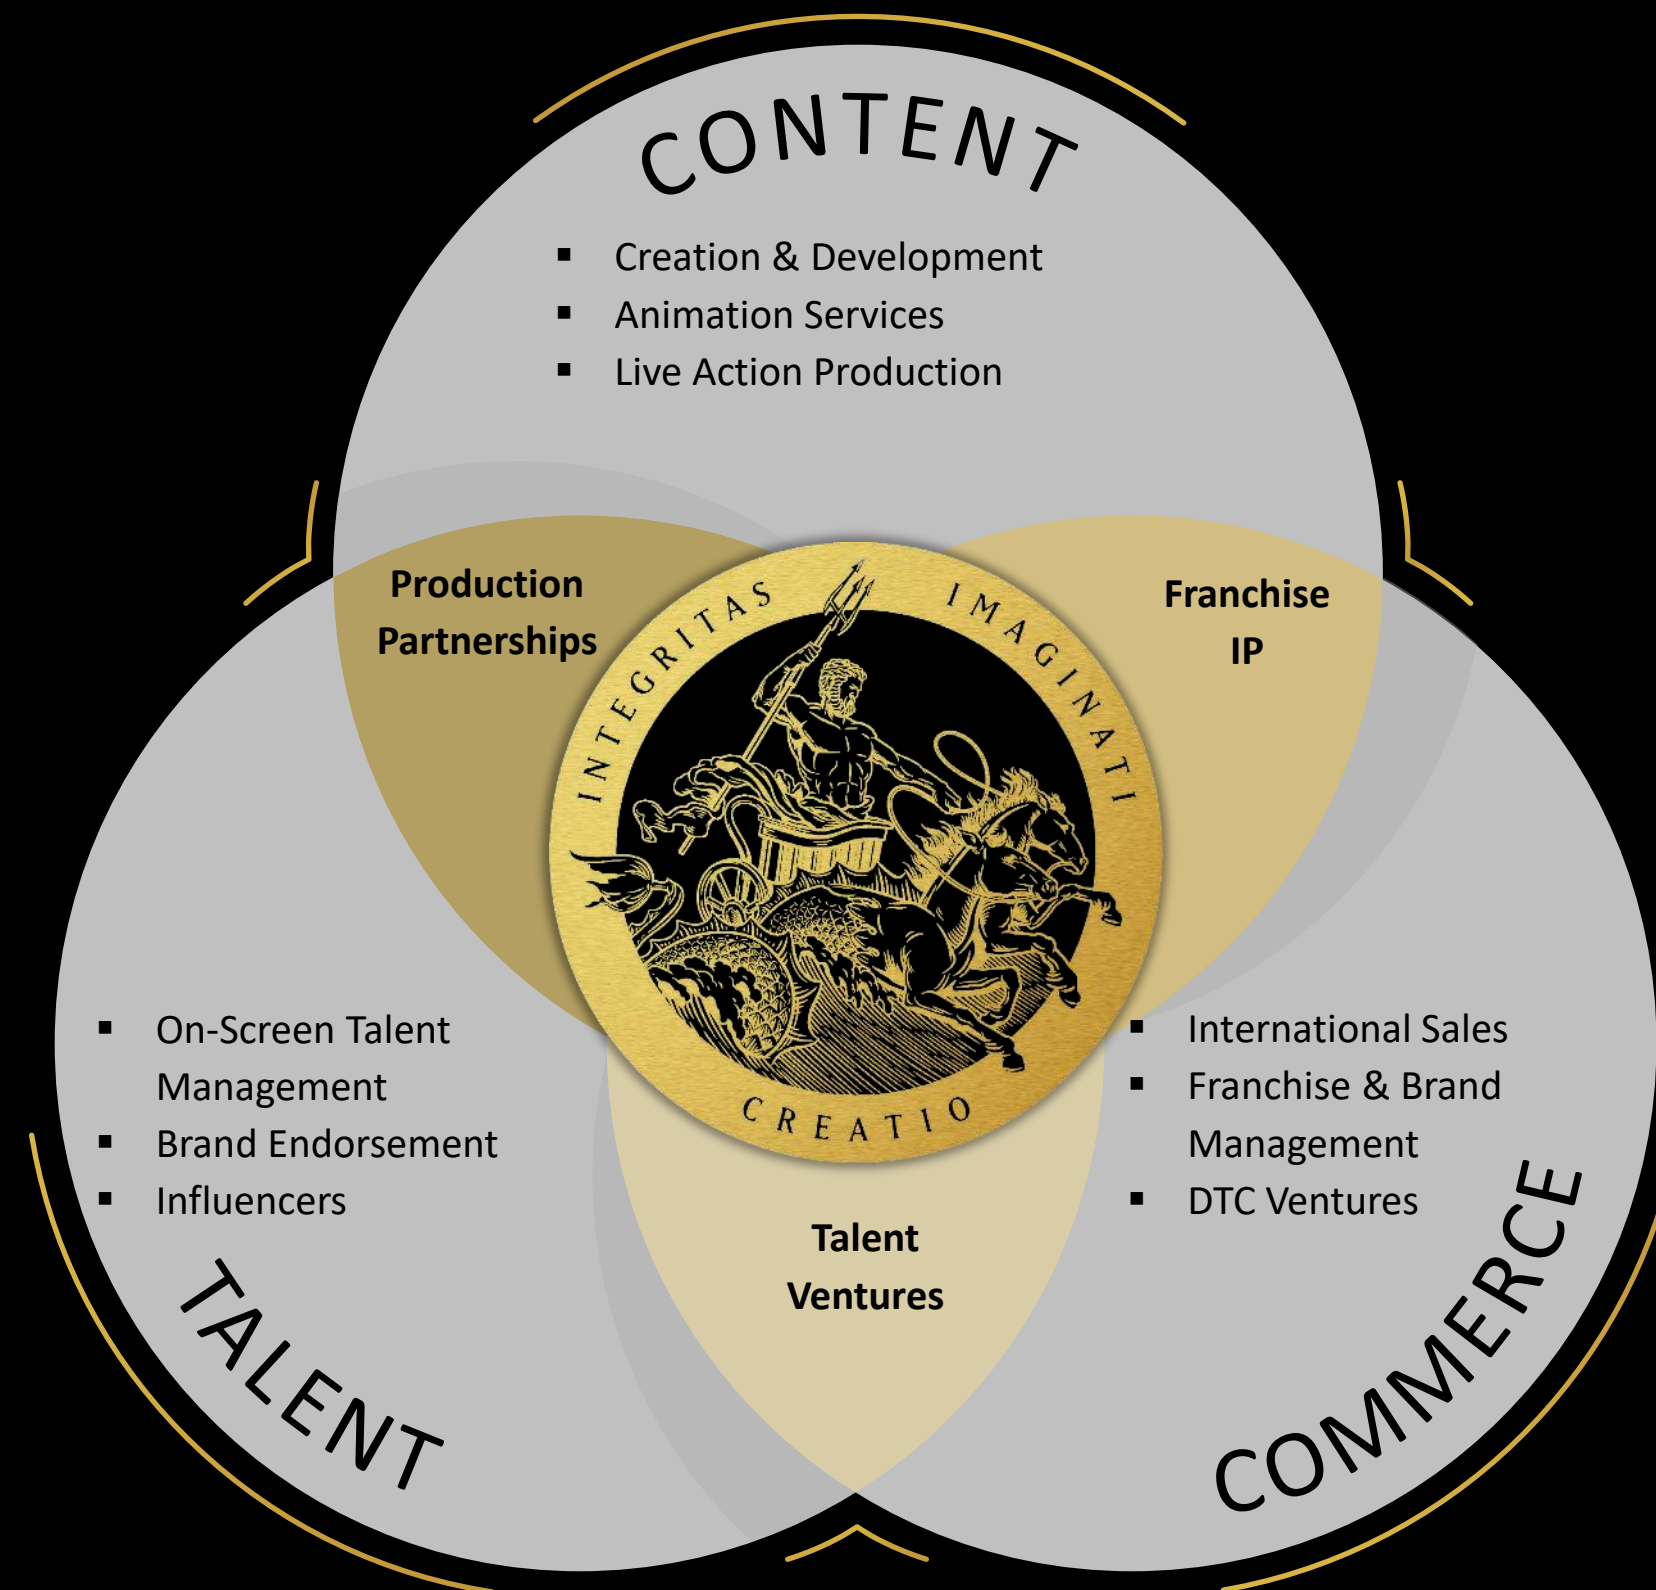 CONTENT
▪ Creation & Development
▪ Animation Services
▪ Live Action Production
Production
Partnerships
Franchise
IP
INTEGRITAS
IMAGINATI
CREATIO
▪ On-Screen Talent
Management
▪ Brand Endorsement
▪ Influencers
TALENT
▪ International Sales
▪ Franchise & Brand
Management
▪ DTC Ventures
COMMERCE
Talent
Ventures